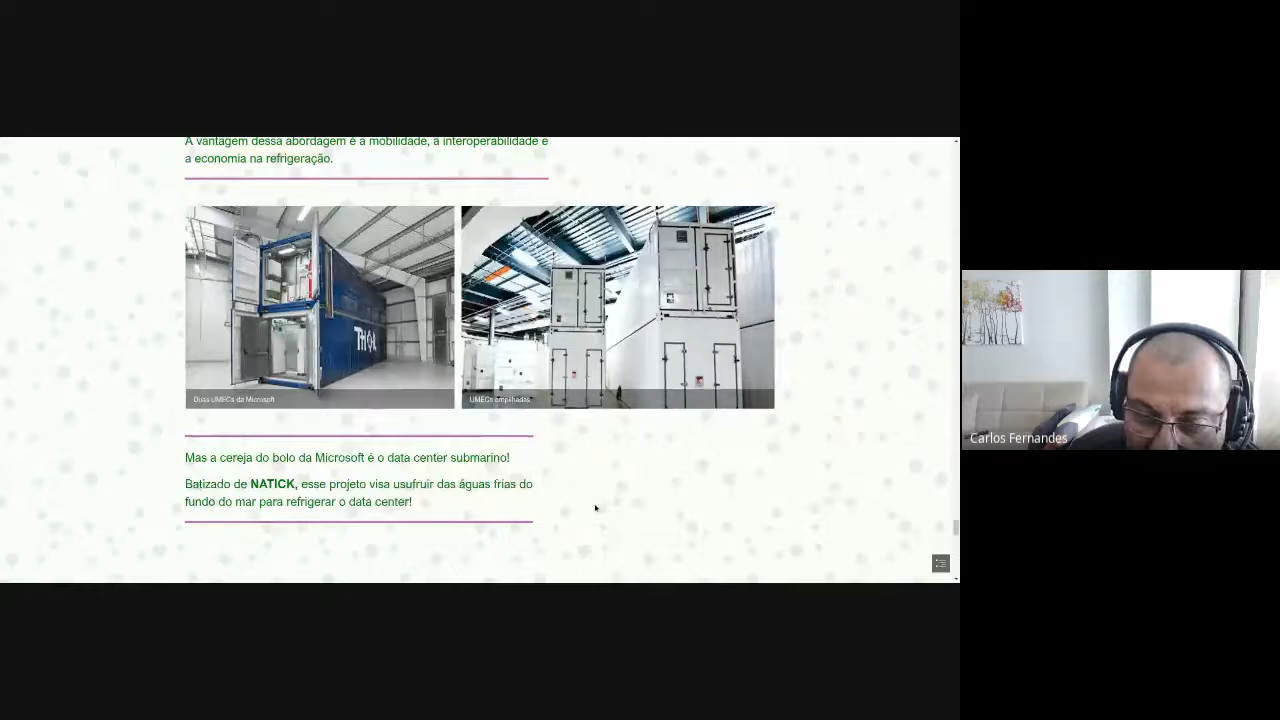 A vantagem dessa abordagem é a mobilidade, a interoperabilidade e
a economia na refrigeração.
THOR
Duas UMECs da Microsoft
UMECs empilhadas
Mas a cereja do bolo da Microsoft é o data center submarino!
Batizado de NATICK, esse projeto visa usufruir das águas frias do
fundo do mar para refrigerar o data center!
Carlos Fernandes